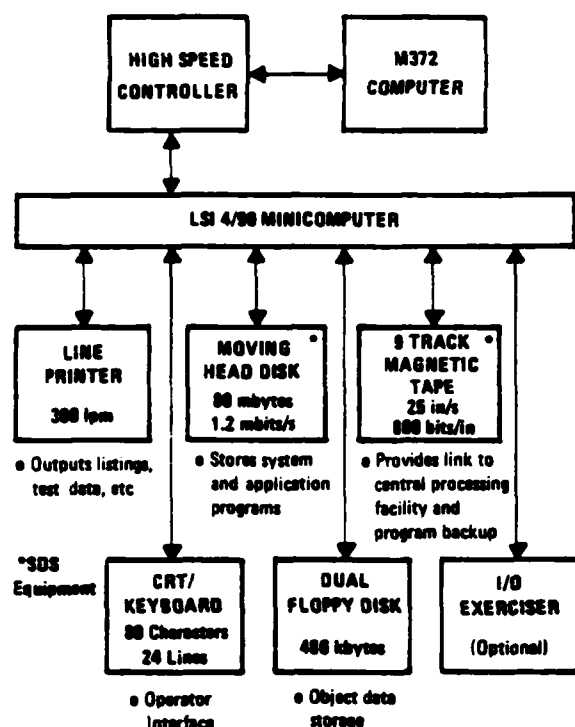 HIGH SPEED
CONTROLLER
M372
COMPUTER
LSI 4/90 MINICOMPUTER
LINE
PRINTER
300 lpm
• Outputs listings,
test data, etc
MOVING *
HEAD DISK
80 mbytes
1.2 mbits/s
• Stores system
and application
programs
9 TRACK *
MAGNETIC
TAPE
25 in/s
800 bits/in
• Provides link to
central processing
facility and
program backup
*SDS
Equipment
CRT/
KEYBOARD
80 Characters
24 Lines
• Operator
Interface
DUAL
FLOPPY DISK
kbytes
• Object data
storage
I/O
EXERCISER
(Optional)